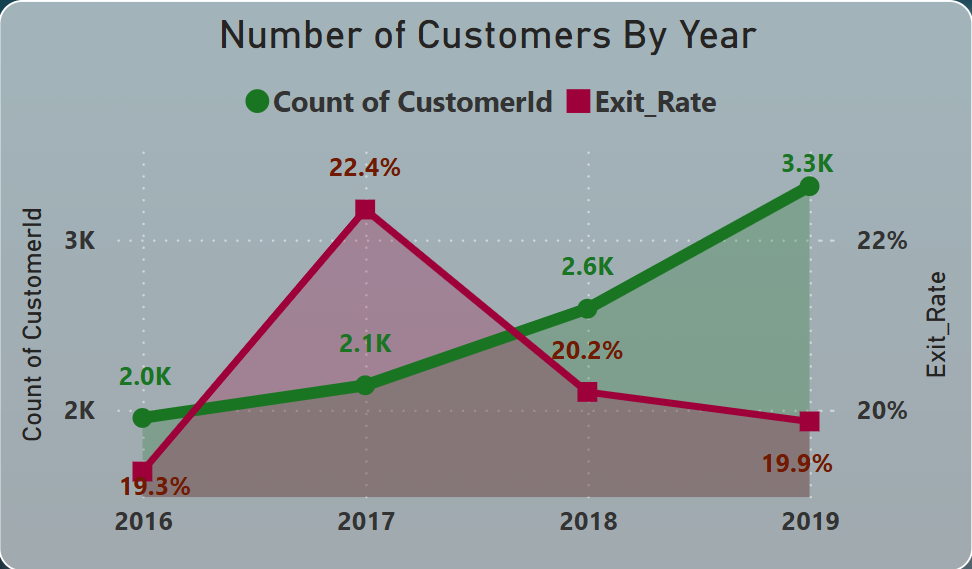 Number of Customers By Year
Count of CustomerId Exit_Rate
Count of CustomerId
3K
2K
2.0K
2.1K
2.6K
3.3K
19.3%
22.4%
20.2%
19.9%
22%
20%
Exit_Rate
2016 2017 2018 2019